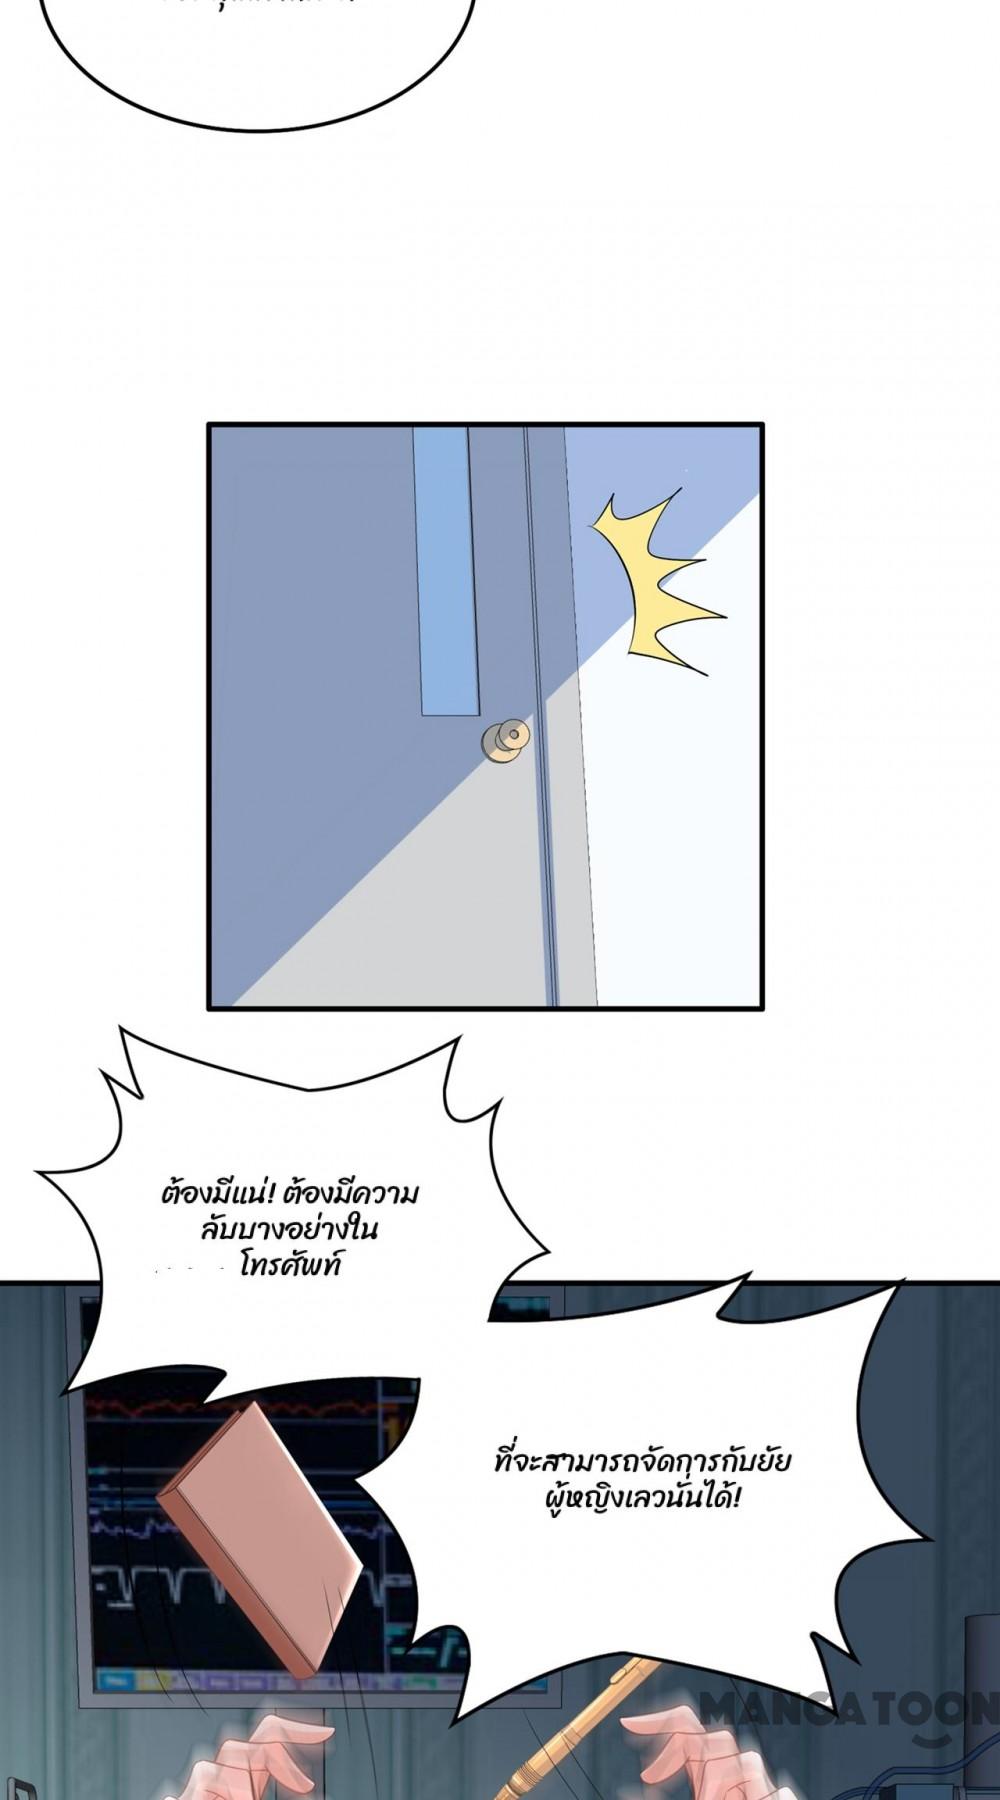 ต้องมีแน่! ต้องมีความ
ลับบางอย่างใน
โทรศัพท์
ที่จะสามารถจัดการกับยัย
ผู้หญิงเลวนั่นได้!
MANGATOON